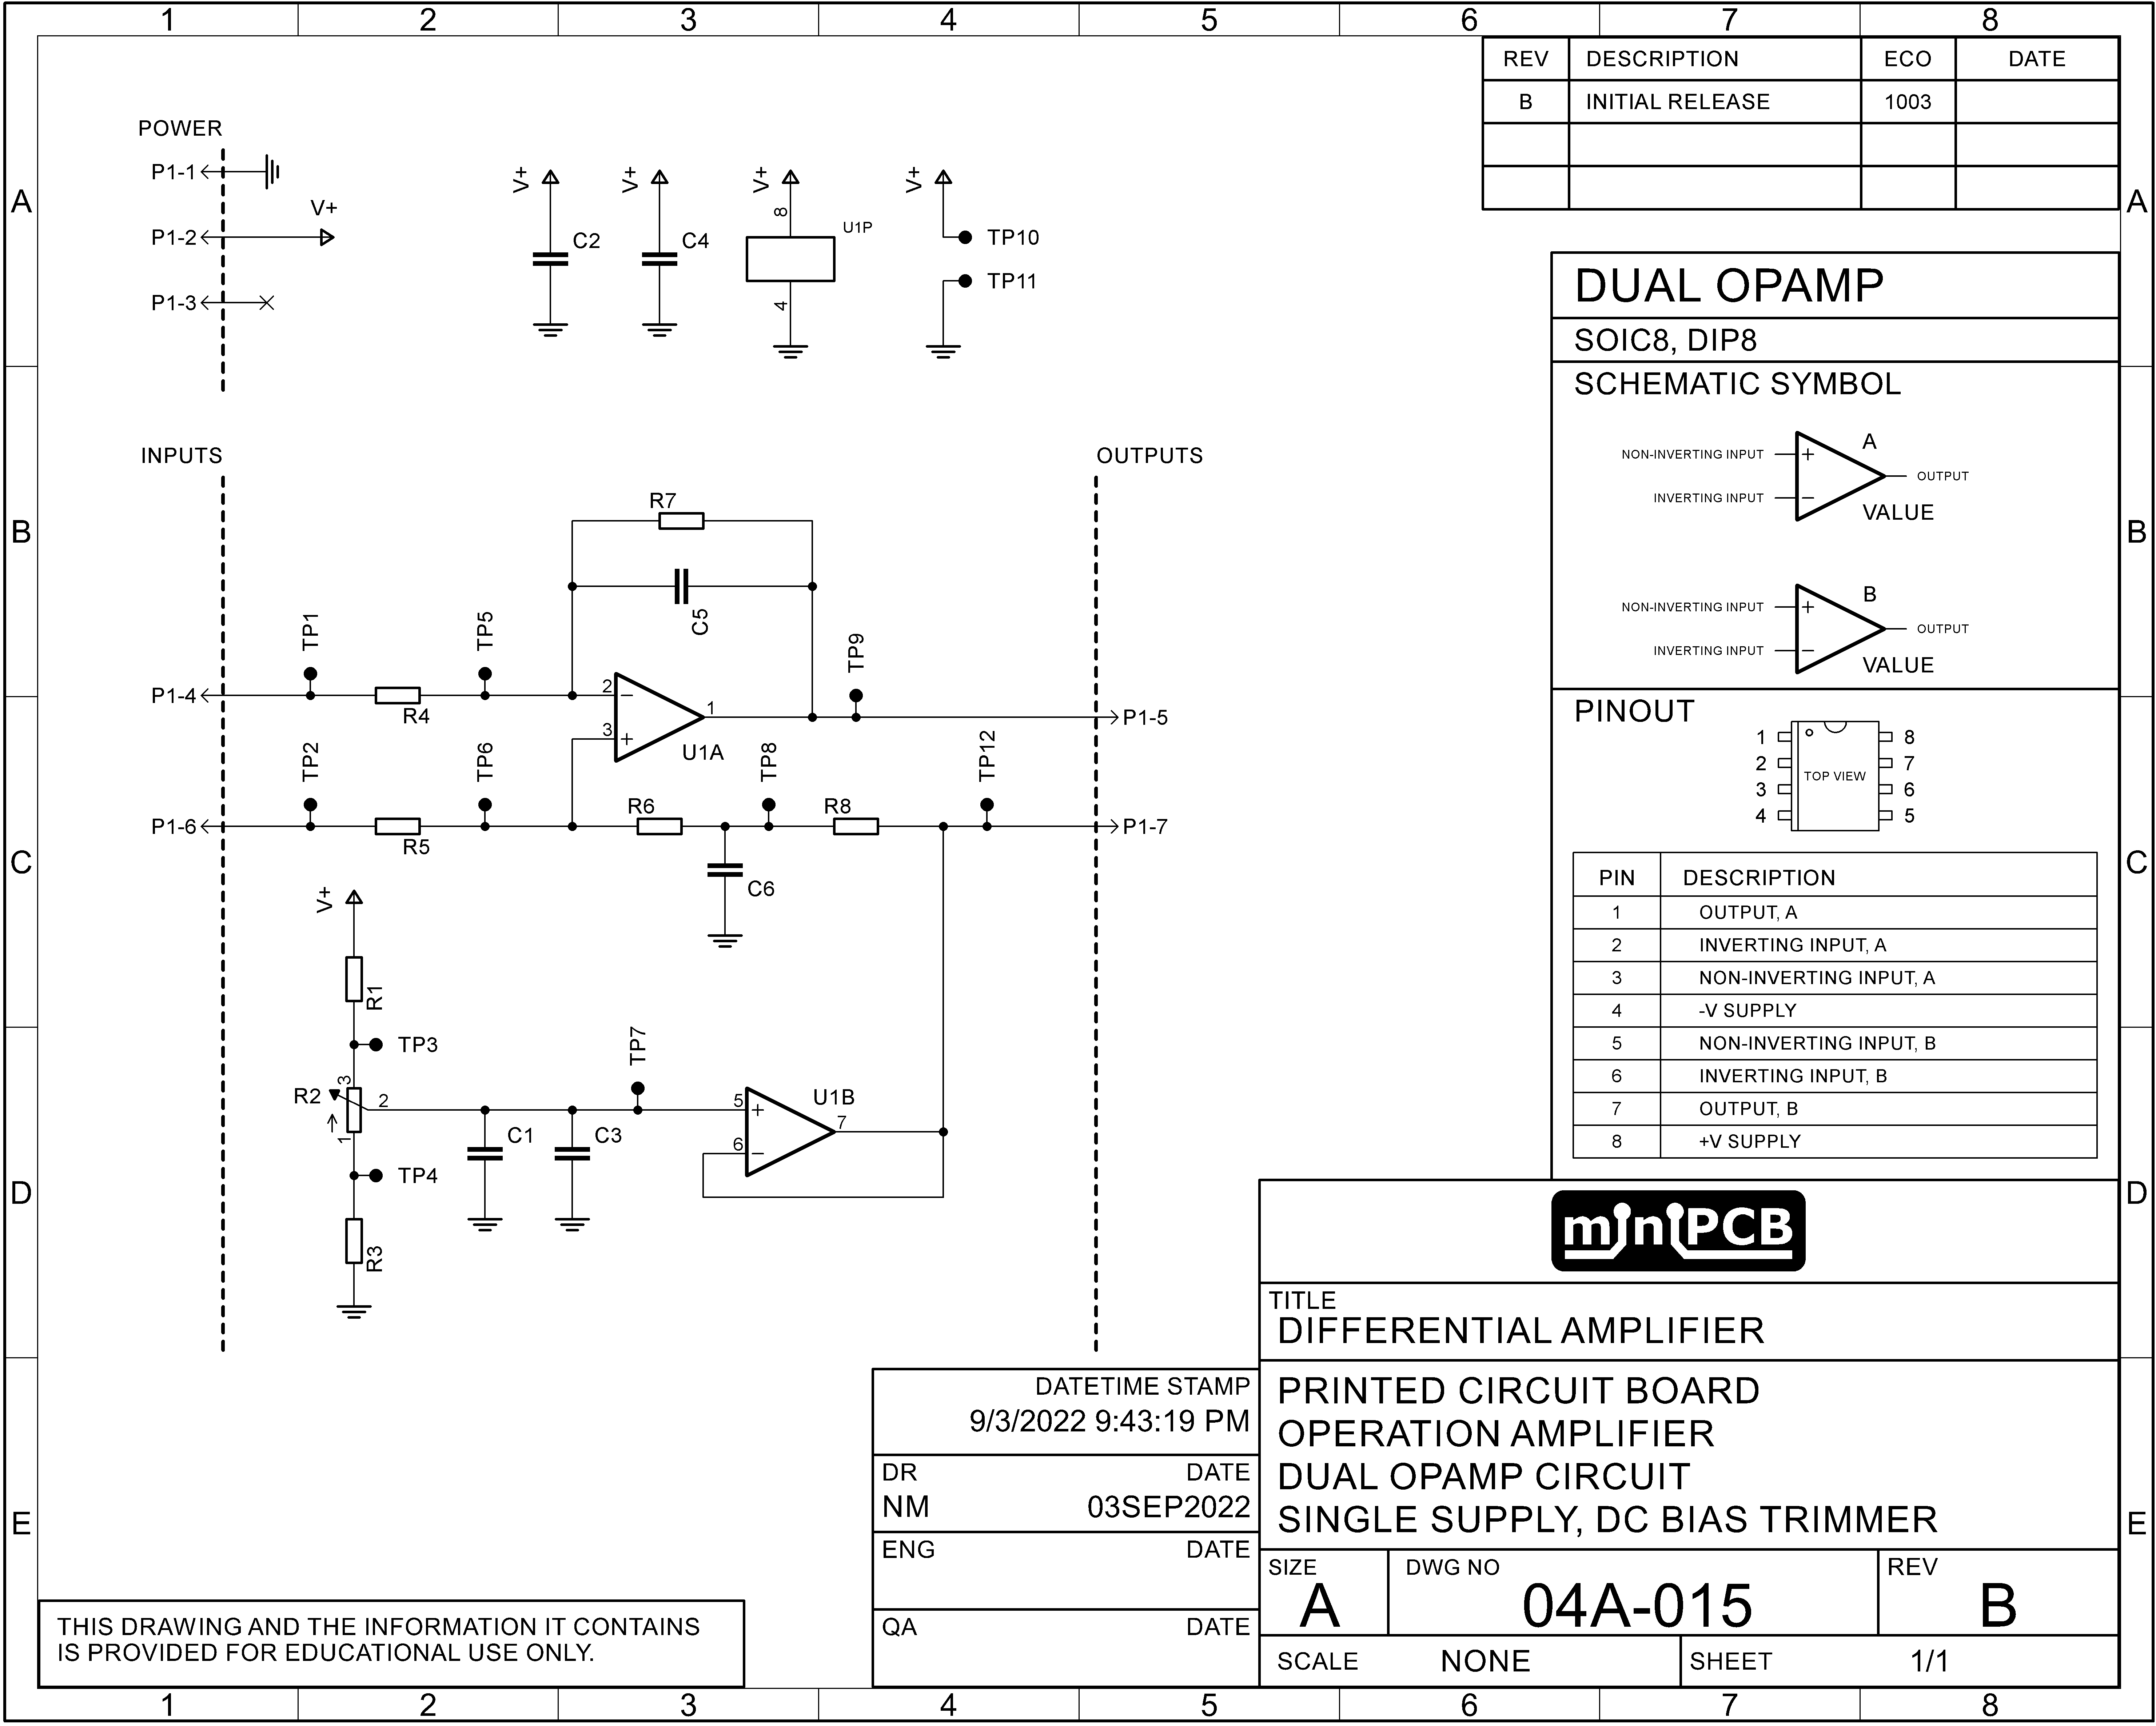 1 2 3 4 5 6 7 8
REV DESCRIPTION ECO DATE
B INITIAL RELEASE 1003
A A
POWER
P1-1
V+
P1-2
P1-3
V+ V+ V+ V+
C2 C4 8 U1P 4
TP10
TP11
DUAL OPAMP
SOIC8, DIP8
SCHEMATIC SYMBOL
NON-INVERTING INPUT + A
OUTPUT
INVERTING INPUT − VALUE
NON-INVERTING INPUT + B
OUTPUT
INVERTING INPUT − VALUE
B B
INPUTS OUTPUTS
R7
C5
TP1 TP5 TP9
P1-4 R4 2 − 1 P1-5
3 + U1A
TP2 TP6 TP8 TP12
P1-6 R5 R6 R8 P1-7
C6
C C
PINOUT
1 8
2 TOP VIEW 7
3 6
4 5
PIN DESCRIPTION
1 OUTPUT, A
2 INVERTING INPUT, A
3 NON-INVERTING INPUT, A
4 -V SUPPLY
5 NON-INVERTING INPUT, B
6 INVERTING INPUT, B
7 OUTPUT, B
8 +V SUPPLY
V+
R1
TP3
R2 3 2 1
TP4
R3
C1 C3
TP7
5 + U1B 7
6 −
D D
miniPCB
TITLE
DIFFERENTIAL AMPLIFIER
PRINTED CIRCUIT BOARD
OPERATION AMPLIFIER
DUAL OPAMP CIRCUIT
SINGLE SUPPLY, DC BIAS TRIMMER
DATETIME STAMP
9/3/2022 9:43:19 PM
DR DATE
NM 03SEP2022
ENG DATE
QA DATE
E E
SIZE DWG NO REV
A 04A-015 B
SCALE NONE SHEET 1/1
THIS DRAWING AND THE INFORMATION IT CONTAINS
IS PROVIDED FOR EDUCATIONAL USE ONLY.
1 2 3 4 5 6 7 8